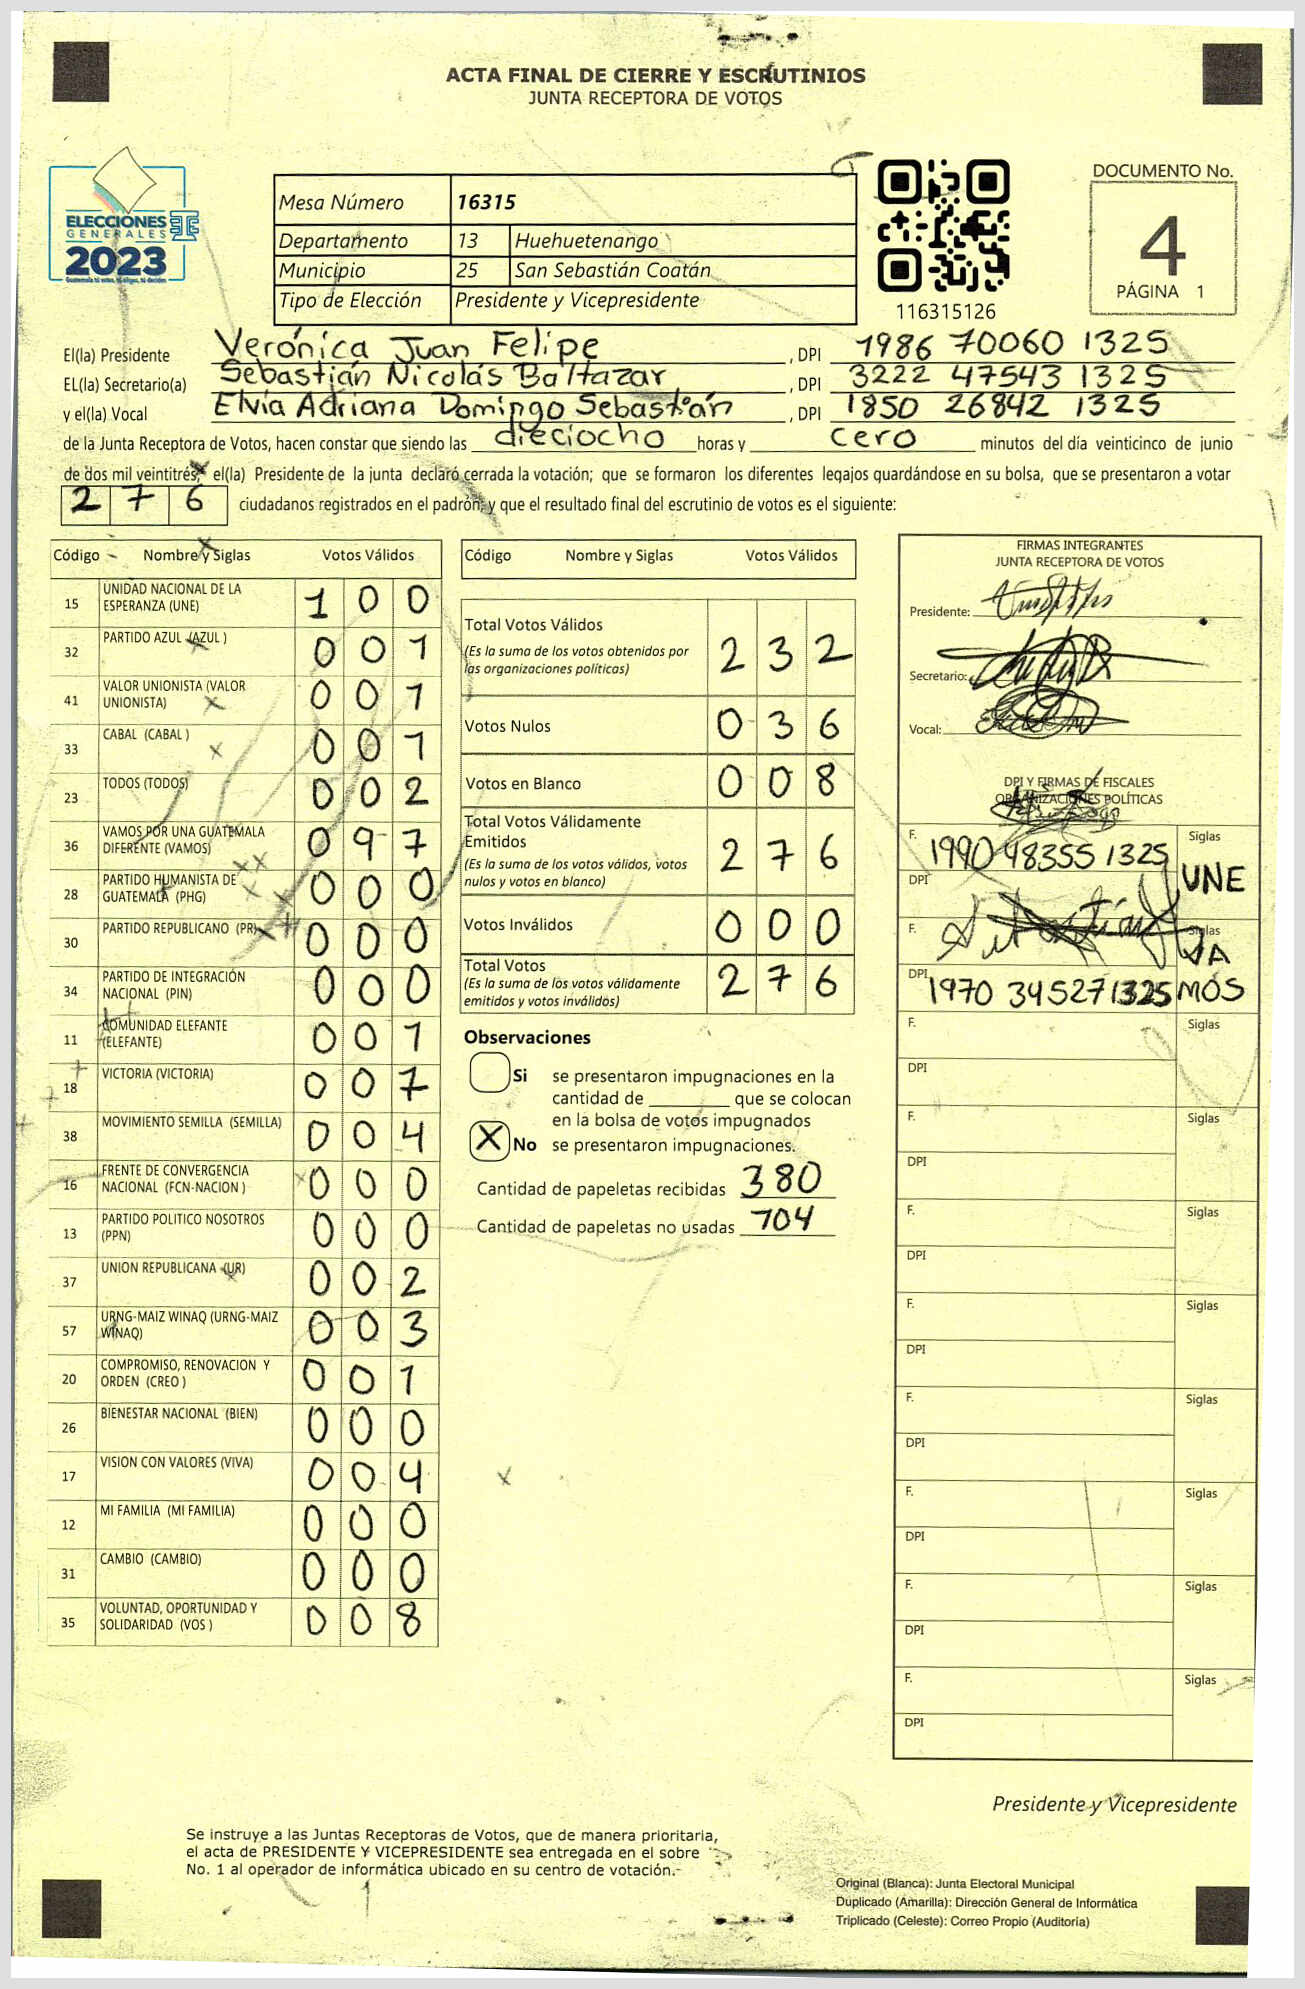 ACTA FINAL DE CIERRE Y ESCRUTINIOS
JUNTA RECEPTORA DE VOTOS
ELECCIONES
GENERALES
2023
Guatemala tú votas, tú eliges, tú decides
Mesa Número 16315
Departamento 13 Huehuetenango
Municipio 25 San Sebastián Coatán
Tipo de Elección Presidente y Vicepresidente
116315126
DOCUMENTO No.
4
PÁGINA 1
El(la) Presidente Verónica Juan Felipe , DPI 1986 70060 1325
EL(la) Secretario(a) Sebastián Nicolás Baltazar , DPI 3222 47543 1325
y el(la) Vocal Elvia Adriana Domingo Sebastián , DPI 1850 26842 1325
de la Junta Receptora de Votos, hacen constar que siendo las dieciocho horas y cero minutos del día veinticinco de junio
de dos mil veintitrés, el(la) Presidente de la junta declaró cerrada la votación; que se formaron los diferentes legajos guardándose en su bolsa, que se presentaron a votar
276 ciudadanos registrados en el padrón, y que el resultado final del escrutinio de votos es el siguiente:
Código Nombre y Siglas Votos Válidos
15 UNIDAD NACIONAL DE LA ESPERANZA (UNE) 1 0 0
32 PARTIDO AZUL (AZUL ) 0 0 1
41 VALOR UNIONISTA (VALOR UNIONISTA) 0 0 1
33 CABAL (CABAL ) 0 0 1
23 TODOS (TODOS) 0 0 2
36 VAMOS POR UNA GUATEMALA DIFERENTE (VAMOS) 0 9 7
28 PARTIDO HUMANISTA DE GUATEMALA (PHG) 0 0 0
30 PARTIDO REPUBLICANO (PR) 0 0 0
34 PARTIDO DE INTEGRACIÓN NACIONAL (PIN) 0 0 0
11 COMUNIDAD ELEFANTE (ELEFANTE) 0 0 1
18 VICTORIA (VICTORIA) 0 0 7
38 MOVIMIENTO SEMILLA (SEMILLA) 0 0 4
16 FRENTE DE CONVERGENCIA NACIONAL (FCN-NACION ) 0 0 0
13 PARTIDO POLITICO NOSOTROS (PPN) 0 0 0
37 UNION REPUBLICANA (UR) 0 0 2
57 URNG-MAIZ WINAQ (URNG-MAIZ WINAQ) 0 0 3
20 COMPROMISO, RENOVACION Y ORDEN (CREO ) 0 0 1
26 BIENESTAR NACIONAL (BIEN) 0 0 0
17 VISION CON VALORES (VIVA) 0 0 4
12 MI FAMILIA (MI FAMILIA) 0 0 0
31 CAMBIO (CAMBIO) 0 0 0
35 VOLUNTAD, OPORTUNIDAD Y SOLIDARIDAD (VOS ) 0 0 8
Código Nombre y Siglas Votos Válidos
Total Votos Válidos 2 3 2
(Es la suma de los votos obtenidos por
las organizaciones políticas)
Votos Nulos 0 3 6
Votos en Blanco 0 0 8
Total Votos Válidamente
Emitidos 2 7 6
(Es la suma de los votos válidos, votos
nulos y votos en blanco)
Votos Inválidos 0 0 0
Total Votos 2 7 6
(Es la suma de los votos válidamente
emitidos y votos inválidos)
Observaciones
Si se presentaron impugnaciones en la
cantidad de ________ que se colocan
en la bolsa de votos impugnados
X No se presentaron impugnaciones.
Cantidad de papeletas recibidas 380
Cantidad de papeletas no usadas 104
FIRMAS INTEGRANTES
JUNTA RECEPTORA DE VOTOS
Presidente:
Secretario:
Vocal:
DPI Y FIRMAS DE FISCALES
ORGANIZACIONES POLÍTICAS
F. 1990 48355 1325 Siglas
DPI UNE
F. Siglas
DPI 1970 34527 1325 VAMOS
F. Siglas
DPI
F. Siglas
DPI
F. Siglas
DPI
F. Siglas
DPI
F. Siglas
DPI
F. Siglas
DPI
F. Siglas
DPI
F. Siglas
DPI
Presidente y Vicepresidente
Se instruye a las Juntas Receptoras de Votos, que de manera prioritaria,
el acta de PRESIDENTE Y VICEPRESIDENTE sea entregada en el sobre
No. 1 al operador de informática ubicado en su centro de votación.
Original (Blanca): Junta Electoral Municipal
Duplicado (Amarilla): Dirección General de Informática
Triplicado (Celeste): Correo Propio (Auditoría)